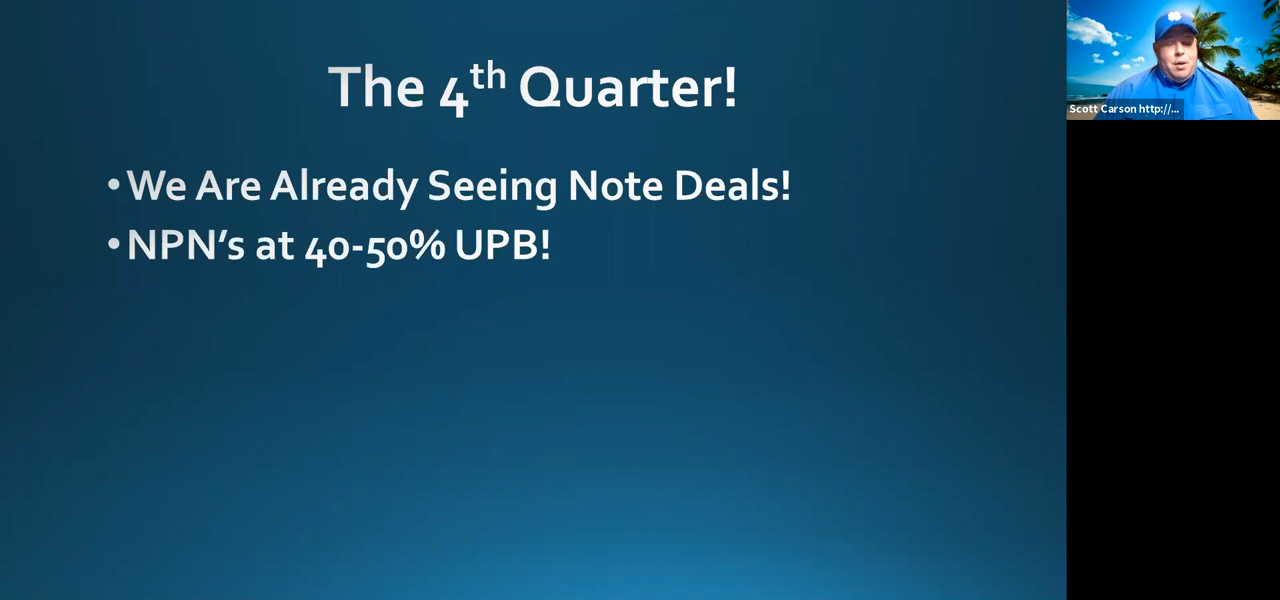 The 4th Quarter!
• We Are Already Seeing Note Deals!
• NPN's at 40-50% UPB!
Scott Carson http://...